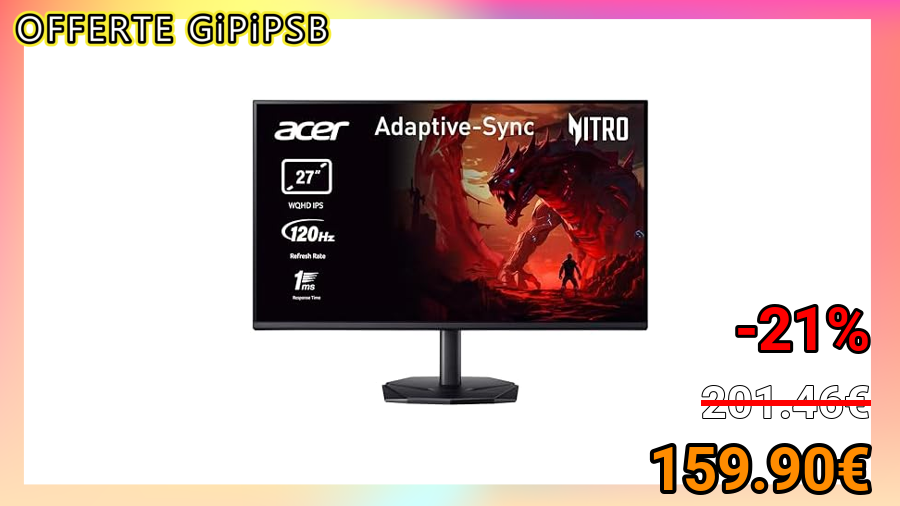 OFFERTE GiPiPSB
acer Adaptive-Sync NITRO
27"
WQHD IPS
120Hz
Refresh Rate
1ms
Response Time
-21%
201.46€
159.90€